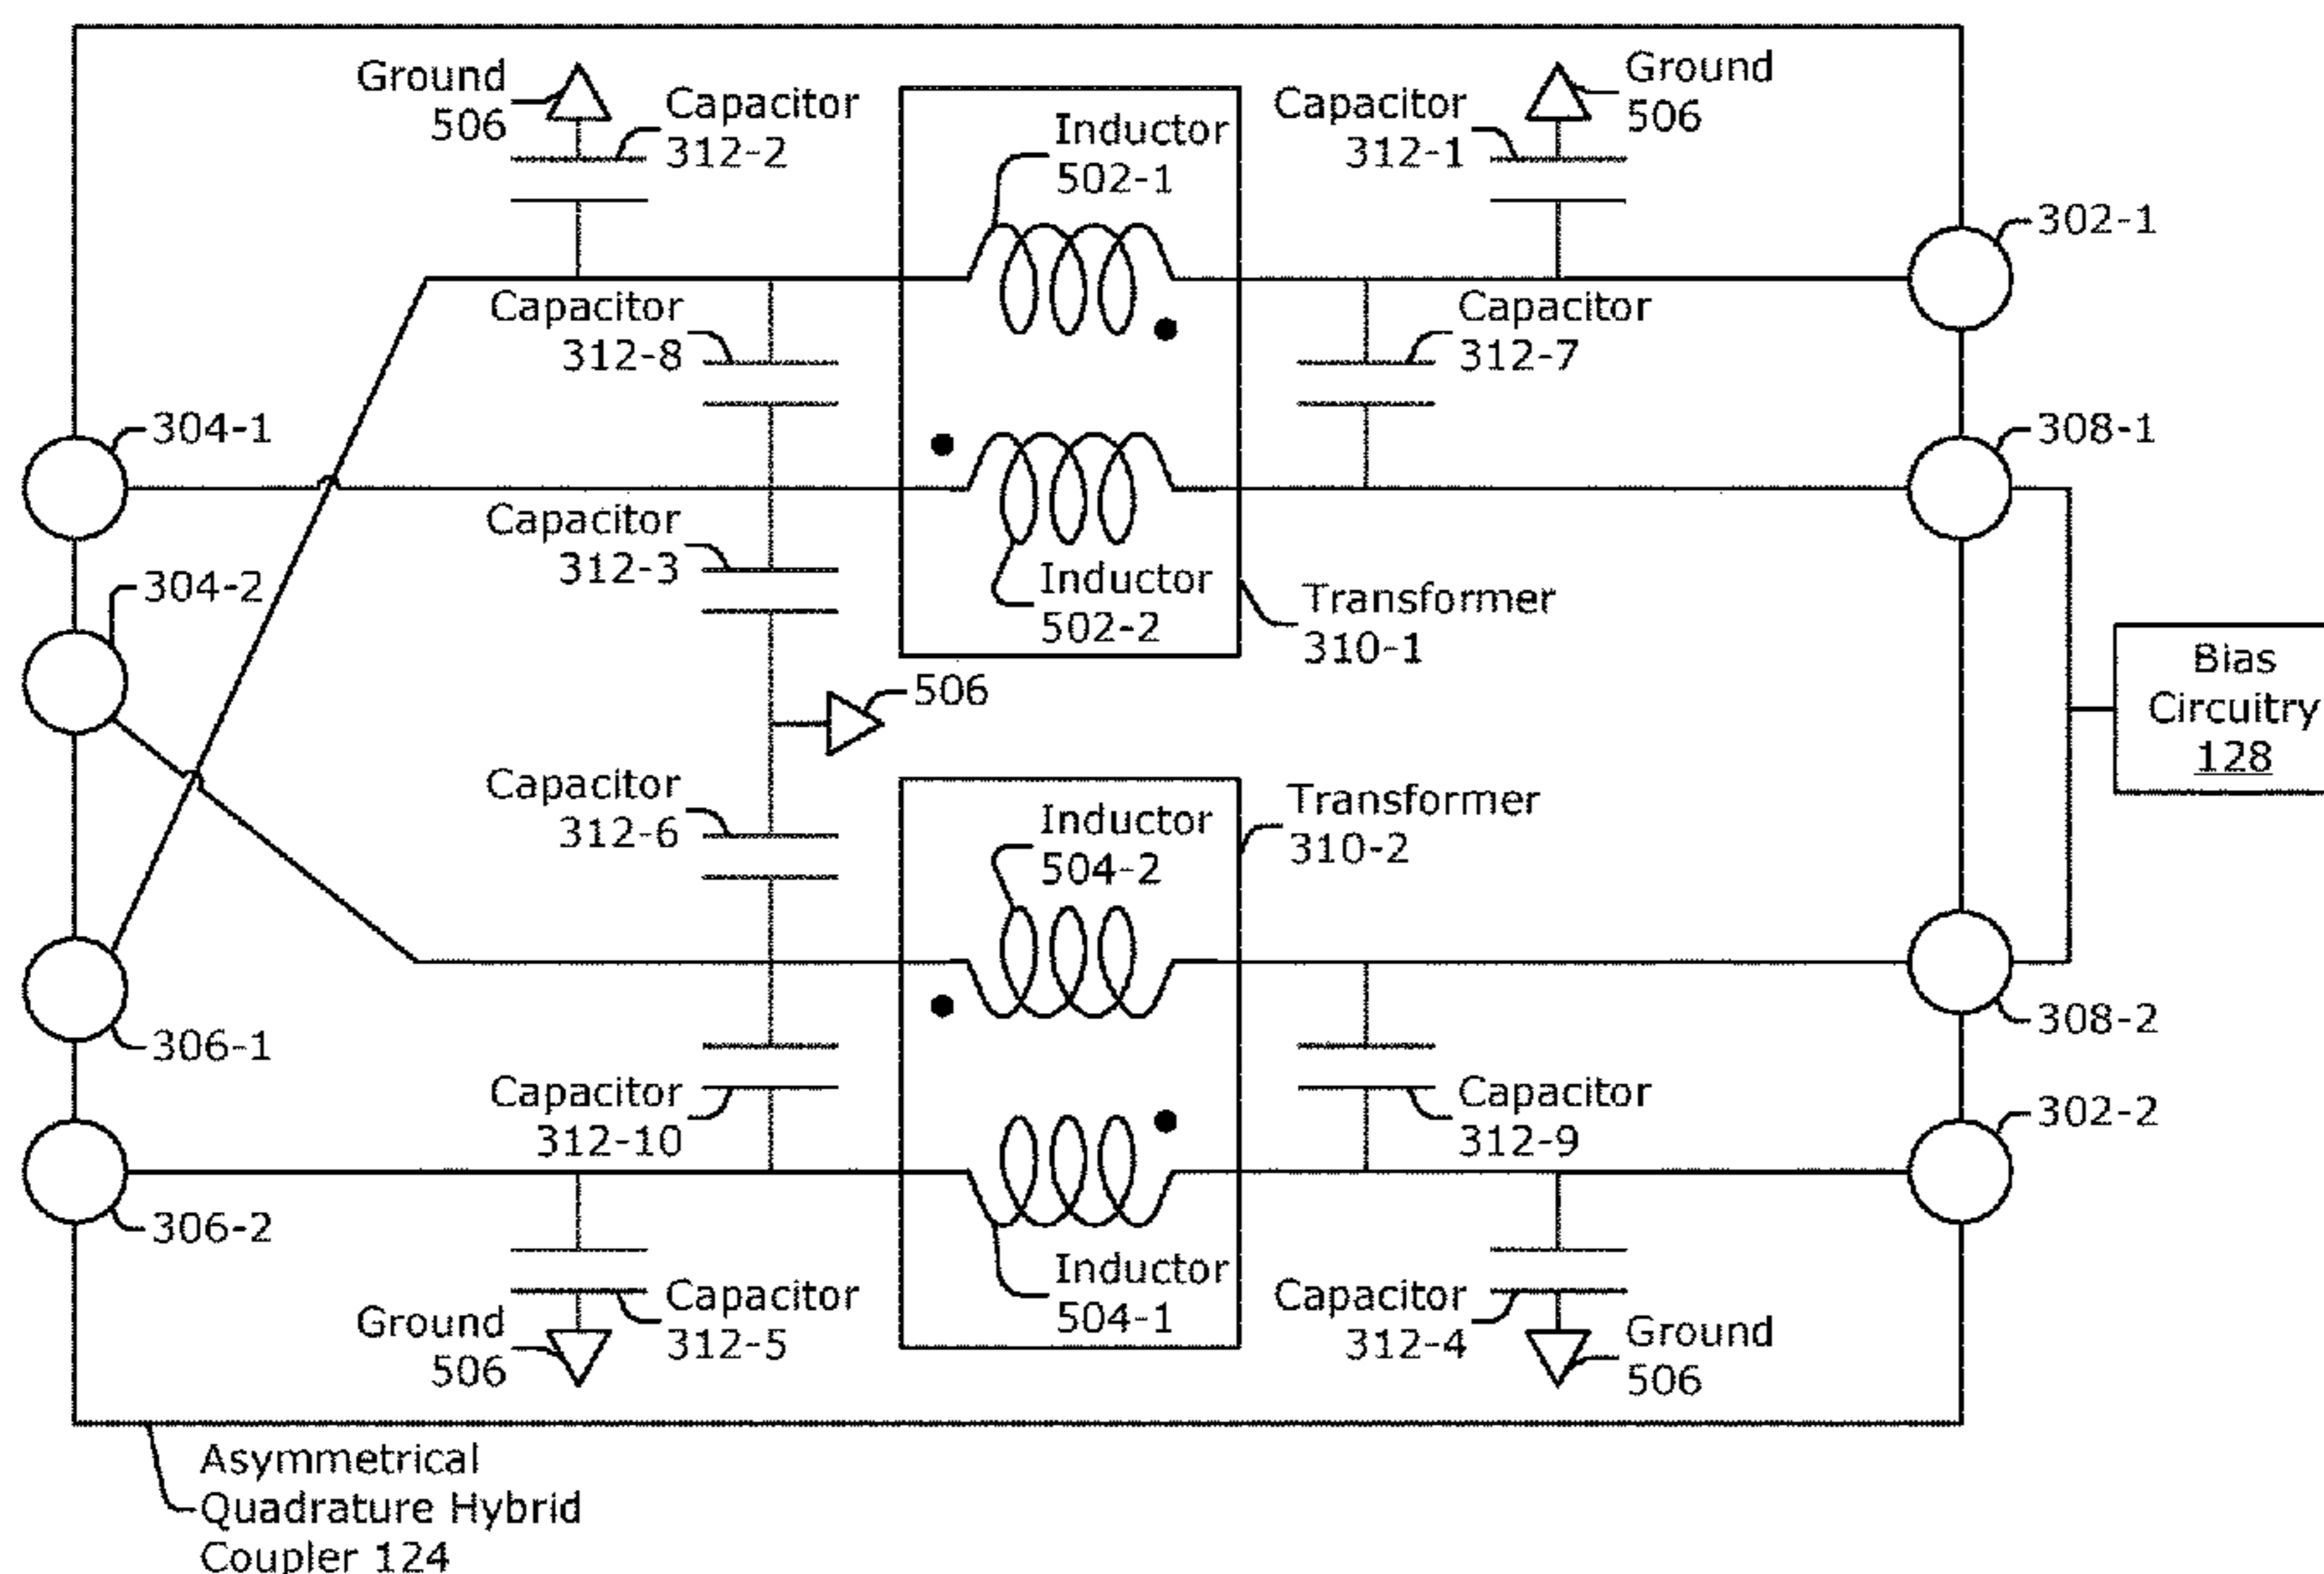 Ground
506
Capacitor
312-2
Inductor
502-1
Capacitor
312-1
Ground
506
302-1
Capacitor
312-8
Capacitor
312-7
304-1
308-1
Capacitor
312-3
304-2
Inductor
502-2
Transformer
310-1
506
Bias
Circuitry
128
Capacitor
312-6
Inductor
504-2
Transformer
310-2
306-1
308-2
Capacitor
312-10
Capacitor
312-9
302-2
306-2
Ground
506
Capacitor
312-5
Inductor
504-1
Capacitor
312-4
Ground
506
Asymmetrical
Quadrature Hybrid
Coupler 124